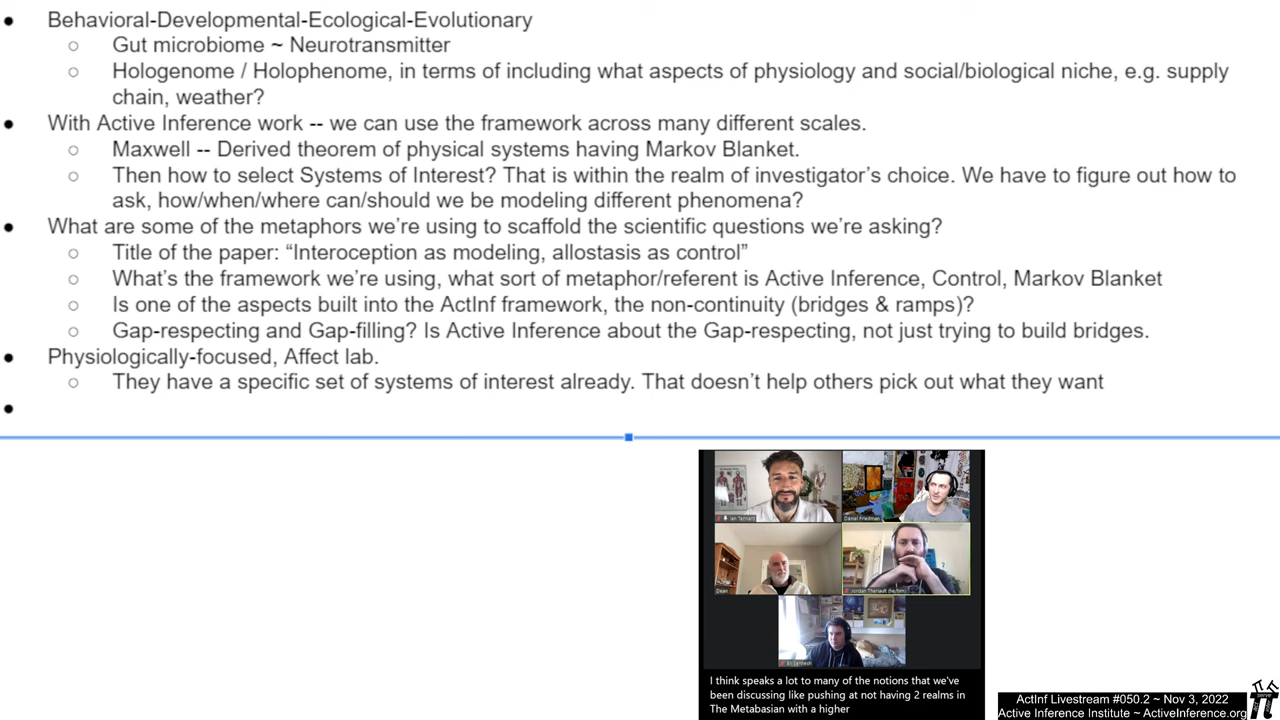 Behavioral-Developmental-Ecological-Evolutionary
Gut microbiome ~ Neurotransmitter
Hologenome / Holophenome, in terms of including what aspects of physiology and social/biological niche, e.g. supply
chain, weather?
With Active Inference work -- we can use the framework across many different scales.
Maxwell -- Derived theorem of physical systems having Markov Blanket.
Then how to select Systems of Interest? That is within the realm of investigator's choice. We have to figure out how to
ask, how/when/where can/should we be modeling different phenomena?
What are some of the metaphors we're using to scaffold the scientific questions we're asking?
Title of the paper: “Interoception as modeling, allostasis as control”
What's the framework we're using, what sort of metaphor/referent is Active Inference, Control, Markov Blanket
Is one of the aspects built into the ActInf framework, the non-continuity (bridges & ramps)?
Gap-respecting and Gap-filling? Is Active Inference about the Gap-respecting, not just trying to build bridges.
Physiologically-focused, Affect lab.
They have a specific set of systems of interest already. That doesn't help others pick out what they want
Ian Tennant
Daniel Friedman
Dean
Jordan Theriault (he/him)
I think speaks a lot to many of the notions that we've
been discussing like pushing at not having 2 realms in
The Metabasian with a higher
ActInf Livestream #050.2 ~ Nov 3, 2022
Active Inference Institute ~ ActiveInference.org